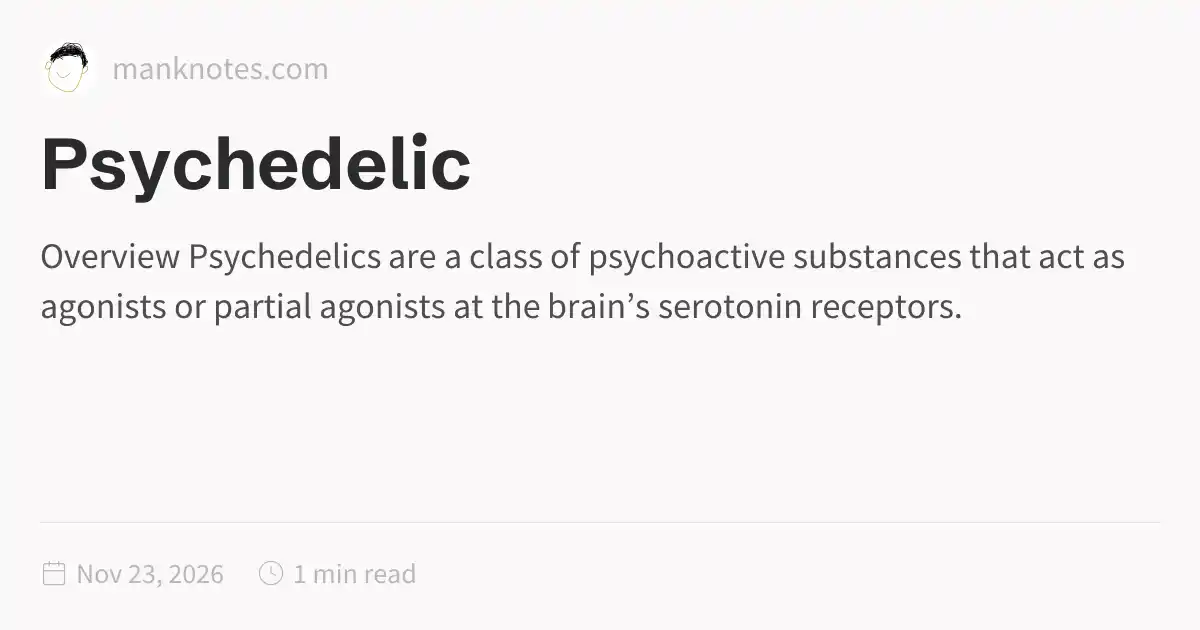 manknotes.com
Psychedelic
Overview Psychedelics are a class of psychoactive substances that act as
agonists or partial agonists at the brain’s serotonin receptors.
Nov 23, 2026 1 min read